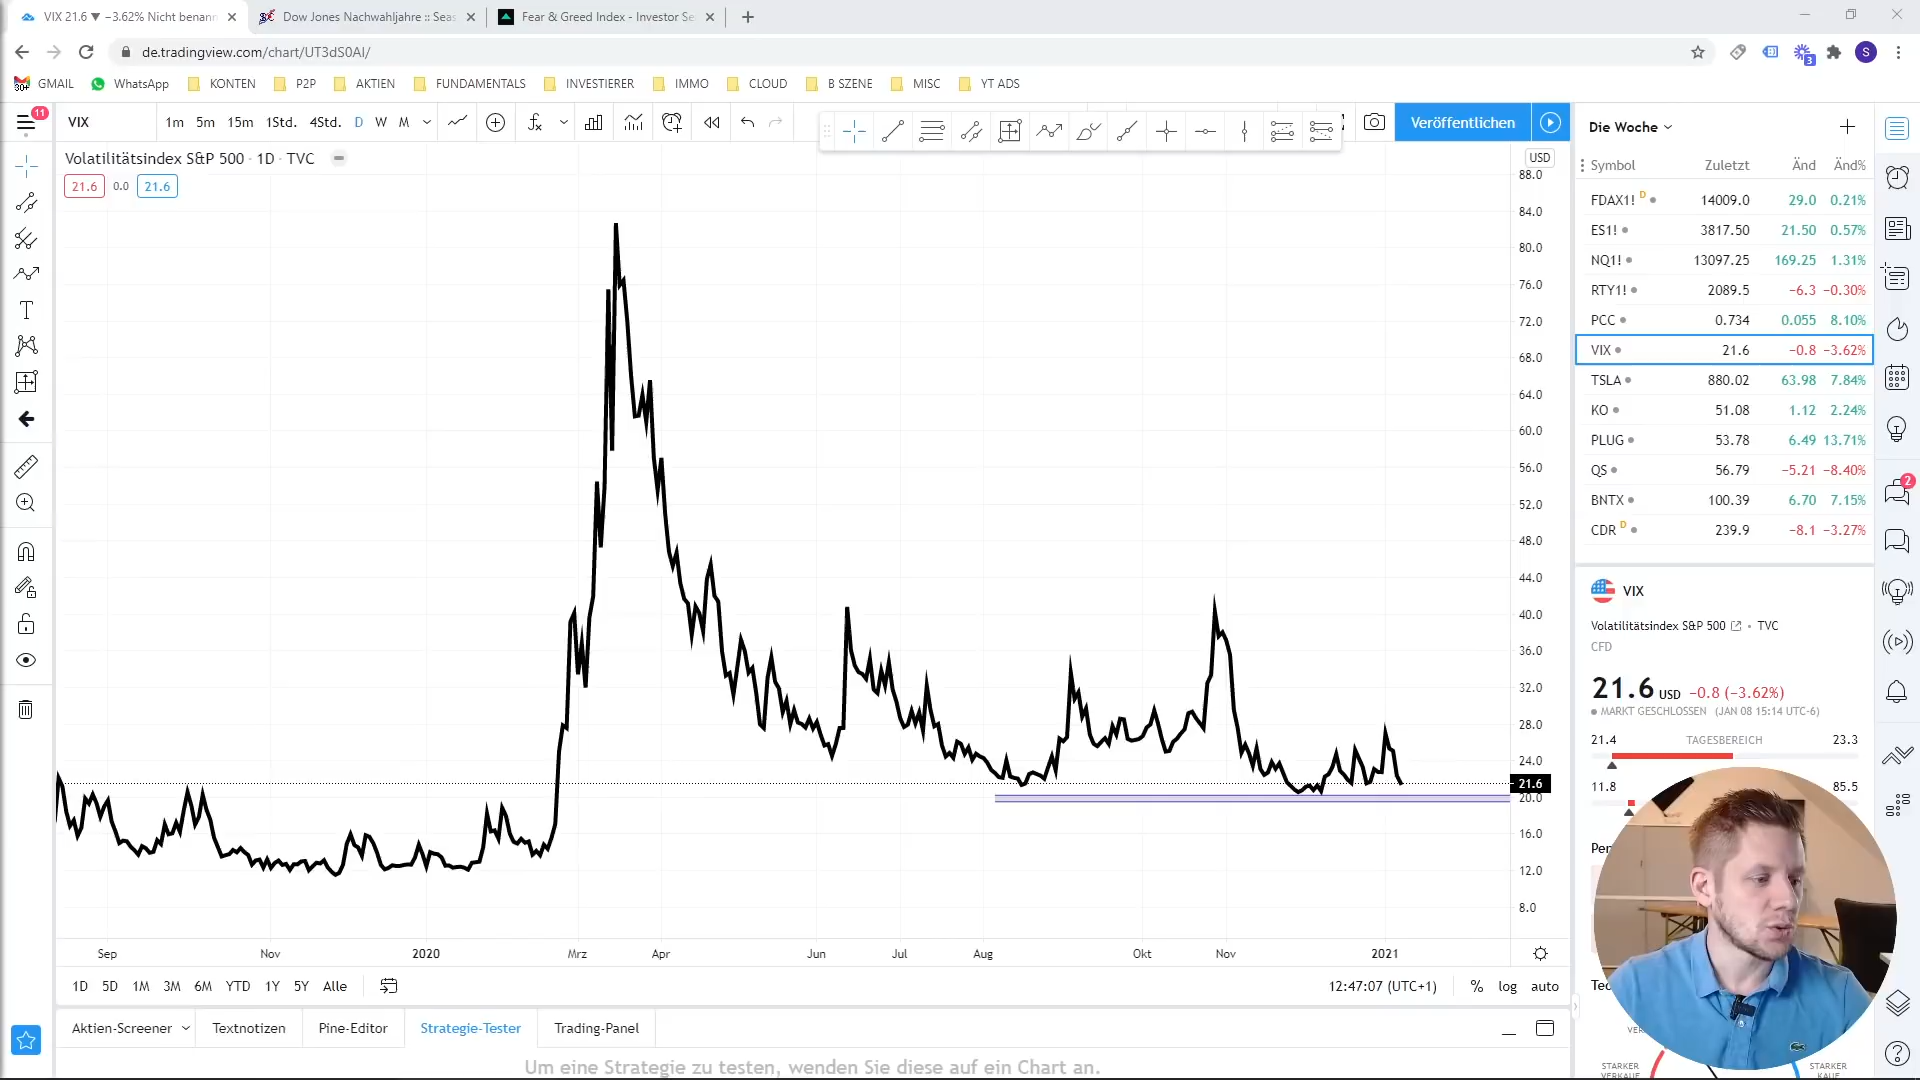 VIX 21.6 ▼ −3.62% Nicht benann
Dow Jones Nachwahljahre :: Seas
Fear & Greed Index - Investor Se
de.tradingview.com/chart/UT3dS0AI/
S
3
30+
GMAIL WhatsApp KONTEN P2P AKTIEN FUNDAMENTALS INVESTIERER IMMO CLOUD B SZENE MISC YT ADS
11
VIX 1m 5m 15m 1Std. 4Std. D W M
Veröffentlichen
Volatilitätsindex S&P 500 · 1D · TVC
21.6 0.0 21.6
USD
88.0
84.0
80.0
76.0
72.0
68.0
64.0
60.0
56.0
52.0
48.0
44.0
40.0
36.0
32.0
28.0
24.0
21.6
20.0
16.0
12.0
8.0
Sep Nov 2020 Mrz Apr Jun Jul Aug Okt Nov 2021
1D 5D 1M 3M 6M YTD 1Y 5Y Alle
12:47:07 (UTC+1) % log auto
Aktien-Screener Textnotizen Pine-Editor Strategie-Tester Trading-Panel
Um eine Strategie zu testen, wenden Sie diese auf ein Chart an.
Die Woche
Symbol Zuletzt Änd Änd%
FDAX1! D 14009.0 29.0 0.21%
ES1! 3817.50 21.50 0.57%
NQ1! 13097.25 169.25 1.31%
RTY1! 2089.5 −6.3 −0.30%
PCC 0.734 0.055 8.10%
VIX 21.6 −0.8 −3.62%
TSLA 880.02 63.98 7.84%
KO 51.08 1.12 2.24%
PLUG 53.78 6.49 13.71%
QS 56.79 −5.21 −8.40%
BNTX 100.39 6.70 7.15%
CDR D 239.9 −8.1 −3.27%
2
VIX
Volatilitätsindex S&P 500 • TVC
CFD
21.6 USD −0.8 (−3.62%)
MARKT GESCHLOSSEN (JAN 08 15:14 UTC-6)
21.4 TAGESBEREICH 23.3
11.8 85.5
STARKER
VERKAUF
STARKER
KAUF